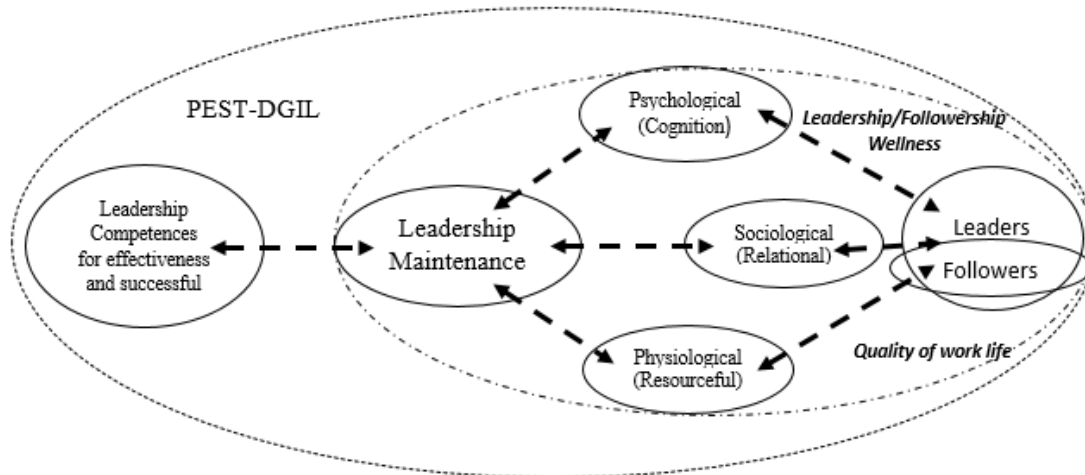 PEST-DGIL
Leadership
Competences
for effectiveness
and successful
Leadership
Maintenance
Psychological
(Cognition)
Sociological
(Relational)
Physiological
(Resourceful)
Leadership/Followership
Wellness
Leaders
Followers
Quality of work life